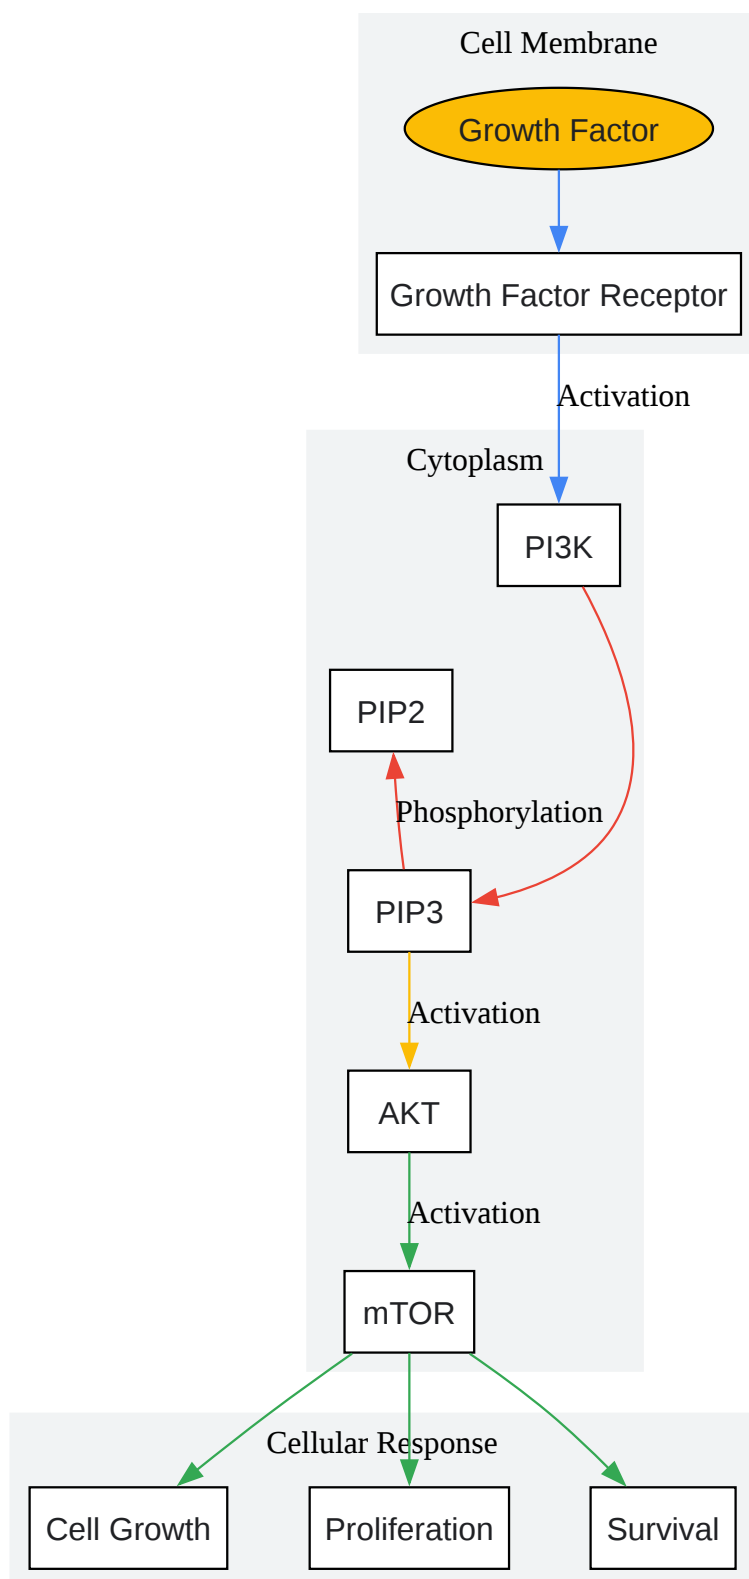 Cell Membrane
Growth Factor
Growth Factor Receptor
Activation
Cytoplasm
PI3K
PIP2
Phosphorylation
PIP3
Activation
AKT
Activation
mTOR
Cellular Response
Cell Growth
Proliferation
Survival